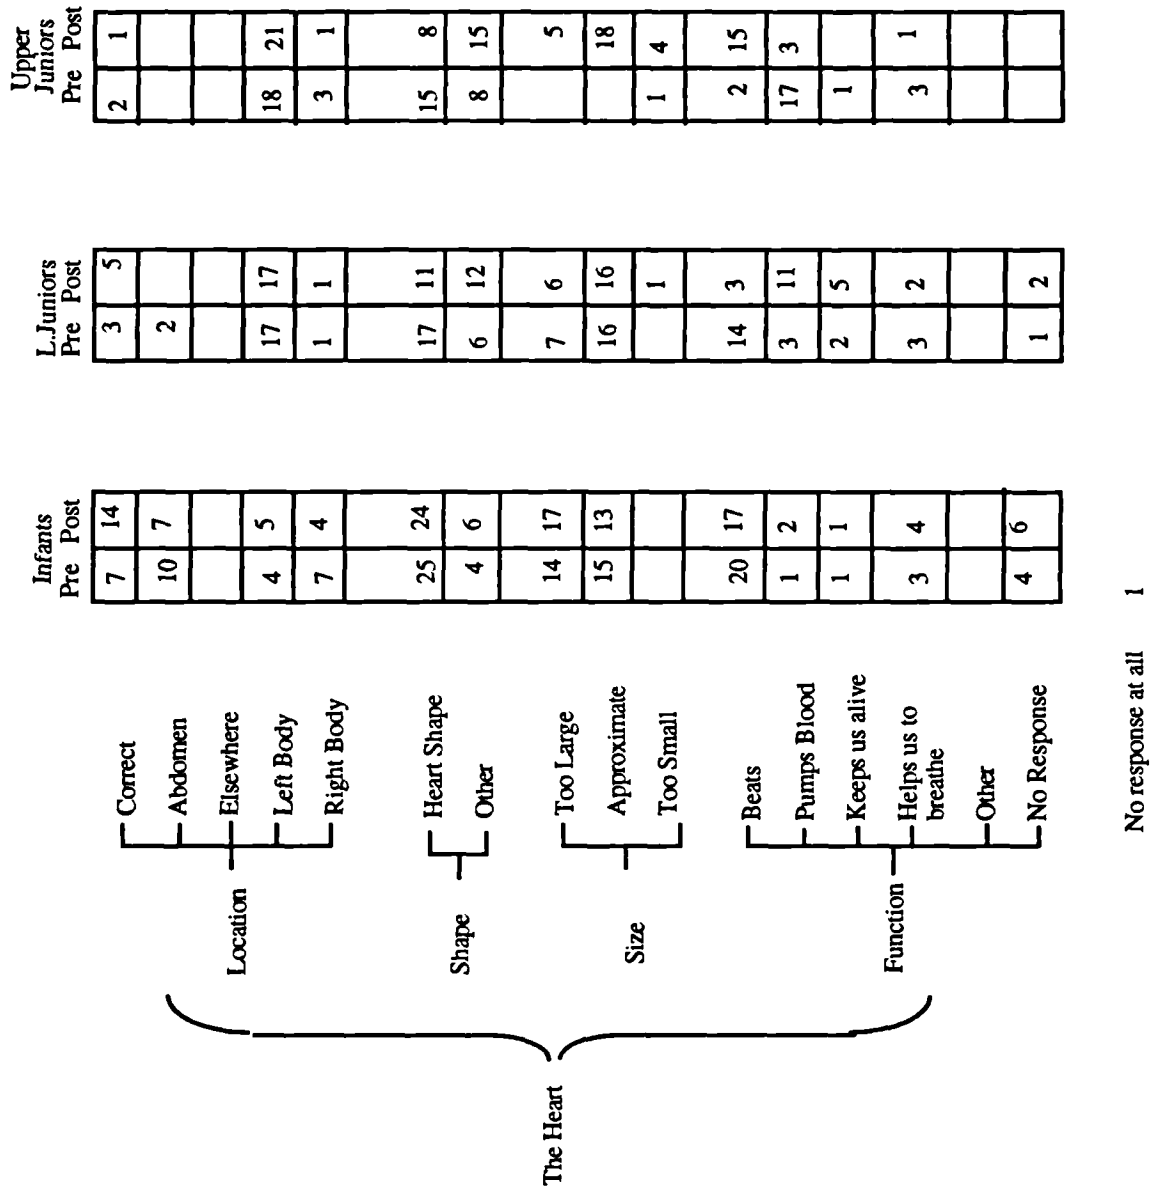 Infants L.Juniors Upper Juniors
Pre Post Pre Post Pre Post
Correct 7 14 3 5 2 1
Abdomen 10 7 2
Location Elsewhere
Left Body 4 5 17 17 18 21
Right Body 7 4 1 1 3 1
Heart Shape 25 24 17 11 15 8
Shape
Other 4 6 6 12 8 15
The Heart
Too Large 14 17 7 6 5
Size Approximate 15 13 16 16 18
Too Small 1 1 4
Beats 20 17 14 3 2 15
Pumps Blood 1 2 3 11 17 3
Keeps us alive 1 1 2 5 1
Function Helps us to breathe 3 4 3 2 3 1
Other
No Response 4 6 1 2
No response at all 1